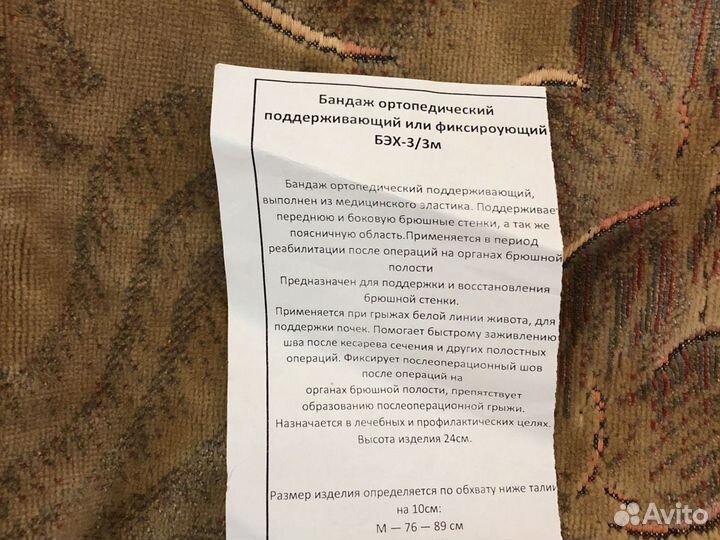 Бандаж ортопедический
поддерживающий или фиксироующий
БЭХ-3/3м
Бандаж ортопедический поддерживающий,
выполнен из медицинского эластика. Поддерживает
переднюю и боковую брюшные стенки, а так же
поясничную область.Применяется в период
реабилитации после операций на органах брюшной
полости
Предназначен для поддержки и восстановления
брюшной стенки.
Применяется при грыжах белой линии живота, для
поддержки почек. Помогает быстрому заживлению
шва после кесарева сечения и других полостных
операций. Фиксирует послеоперационный шов
после операций на
органах брюшной полости, препятствует
образованию послеоперационной грыжи.
Назначается в лечебных и профилактических целях.
Высота изделия 24см.
Размер изделия определяется по обхвату ниже талии
на 10см:
М — 76 — 89 см
Avito